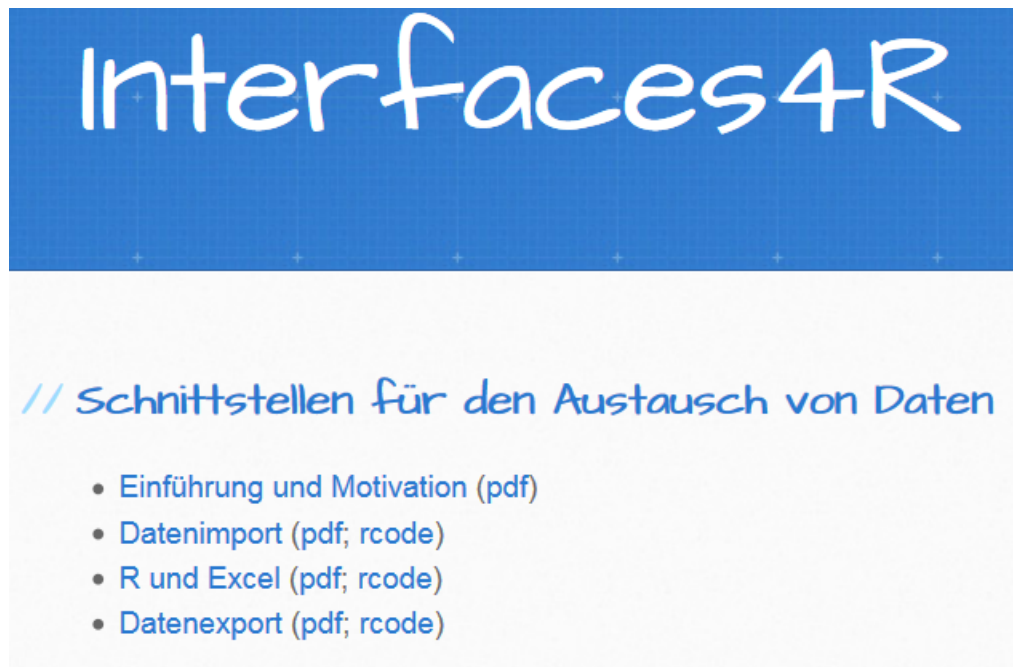 Interfaces4R
// Schnittstellen für den Austausch von Daten
Einführung und Motivation (pdf)
Datenimport (pdf; rcode)
R und Excel (pdf; rcode)
Datenexport (pdf; rcode)